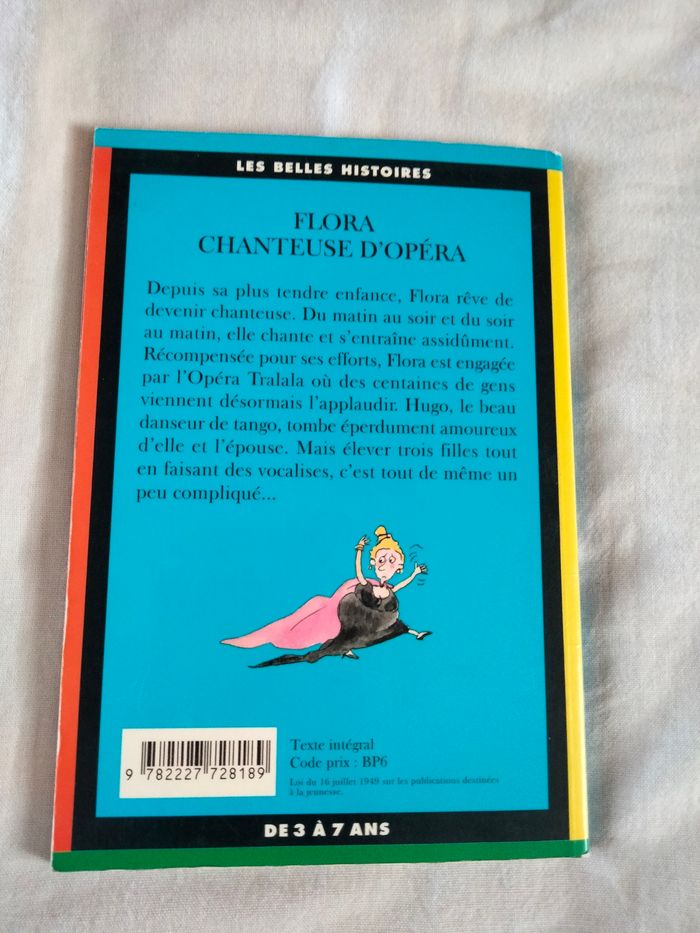 LES BELLES HISTOIRES
FLORA
CHANTEUSE D'OPÉRA
Depuis sa plus tendre enfance, Flora rêve de
devenir chanteuse. Du matin au soir et du soir
au matin, elle chante et s'entraîne assidûment.
Récompensée pour ses efforts, Flora est engagée
par l'Opéra Tralala où des centaines de gens
viennent désormais l'applaudir. Hugo, le beau
danseur de tango, tombe éperdument amoureux
d'elle et l'épouse. Mais élever trois filles tout
en faisant des vocalises, c'est tout de même un
peu compliqué...
9 782227 728189
Texte intégral
Code prix : BP6
Loi du 16 juillet 1949 sur les publications destinées
à la jeunesse.
DE 3 À 7 ANS